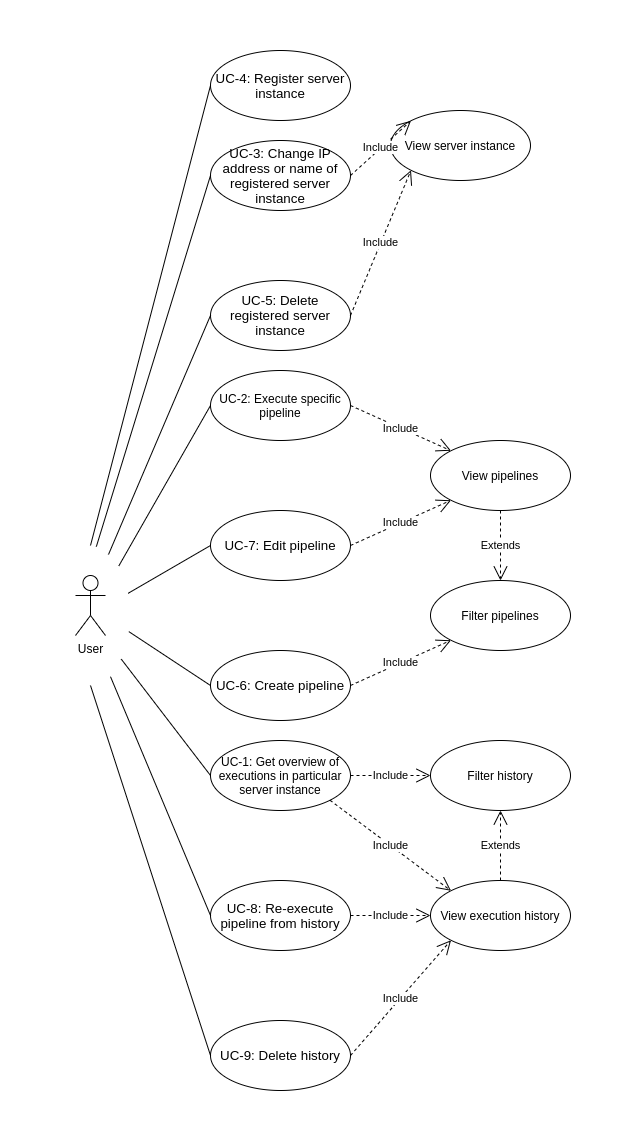 UC-4: Register server
instance
UC-3: Change IP
address or name of
registered server
instance
Include
View server instance
Include
UC-5: Delete
registered server
instance
UC-2: Execute specific
pipeline
Include
View pipelines
Include
UC-7: Edit pipeline
Extends
Filter pipelines
User
Include
UC-6: Create pipeline
UC-1: Get overview of
executions in particular
server instance
Include
Filter history
Include
Extends
UC-8: Re-execute
pipeline from history
Include
View execution history
Include
UC-9: Delete history